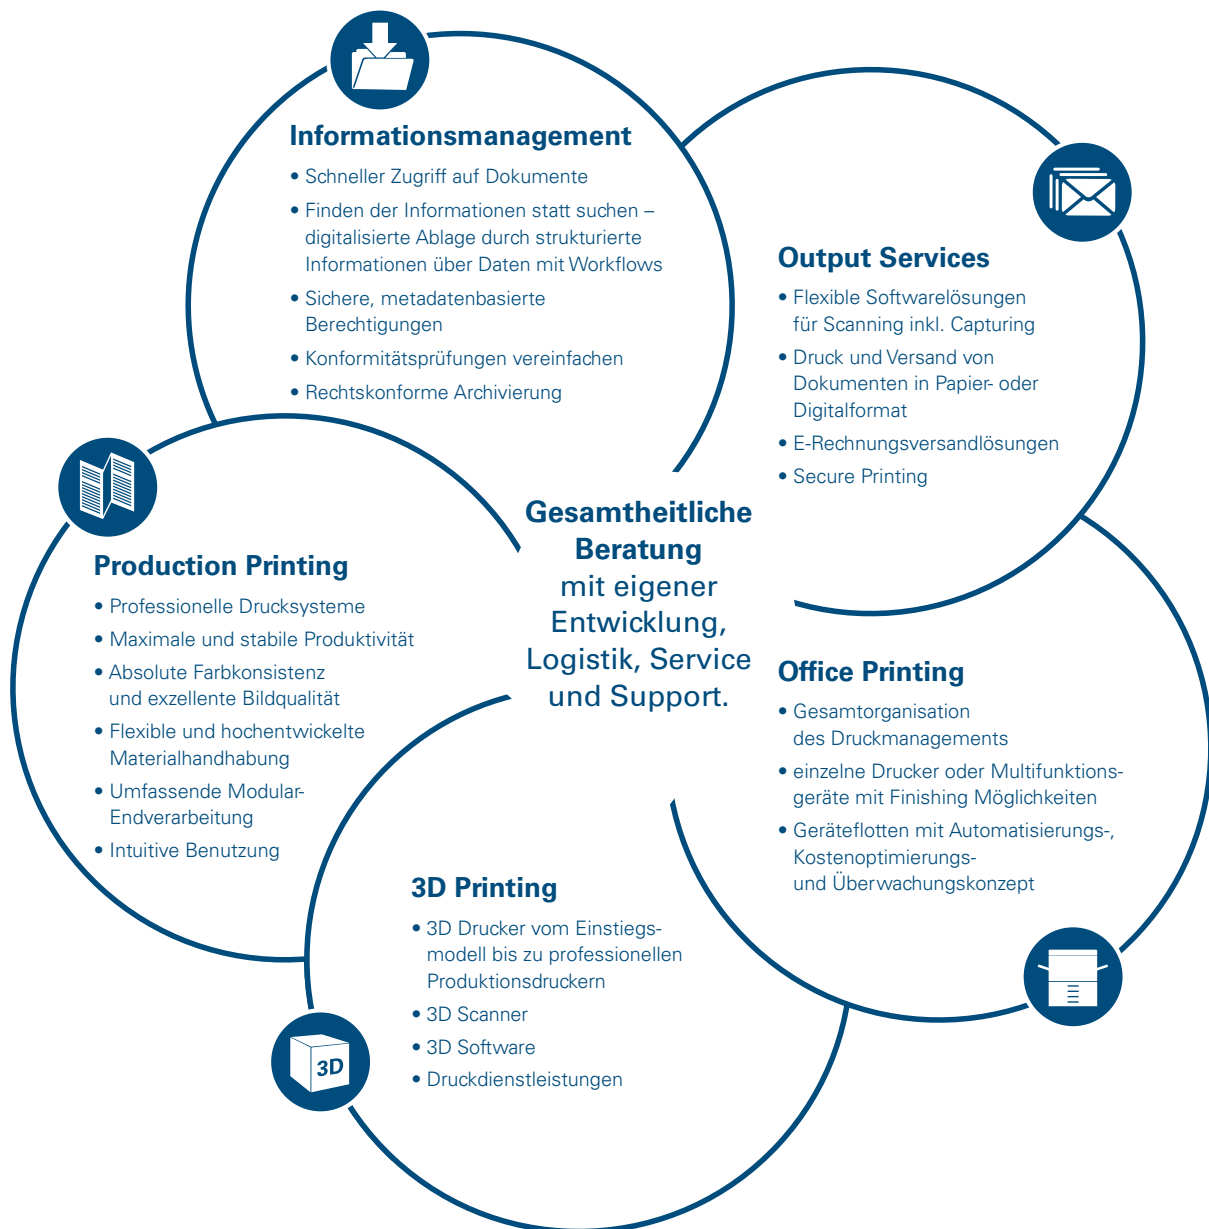 Informationsmanagement
• Schneller Zugriff auf Dokumente
• Finden der Informationen statt suchen –
digitalisierte Ablage durch strukturierte
Informationen über Daten mit Workflows
• Sichere, metadatenbasierte
Berechtigungen
• Konformitätsprüfungen vereinfachen
• Rechtskonforme Archivierung
Output Services
• Flexible Softwarelösungen
für Scanning inkl. Capturing
• Druck und Versand von
Dokumenten in Papier- oder
Digitalformat
• E-Rechnungsversandlösungen
• Secure Printing
Gesamtheitliche
Beratung
mit eigener
Entwicklung,
Logistik, Service
und Support.
Production Printing
• Professionelle Drucksysteme
• Maximale und stabile Produktivität
• Absolute Farbkonsistenz
und exzellente Bildqualität
• Flexible und hochentwickelte
Materialhandhabung
• Umfassende Modular-
Endverarbeitung
• Intuitive Benutzung
Office Printing
• Gesamtorganisation
des Druckmanagements
• einzelne Drucker oder Multifunktions-
geräte mit Finishing Möglichkeiten
• Geräteflotten mit Automatisierungs-,
Kostenoptimierungs-
und Überwachungskonzept
3D Printing
• 3D Drucker vom Einstiegs-
modell bis zu professionellen
Produktionsdruckern
• 3D Scanner
• 3D Software
• Druckdienstleistungen
3D